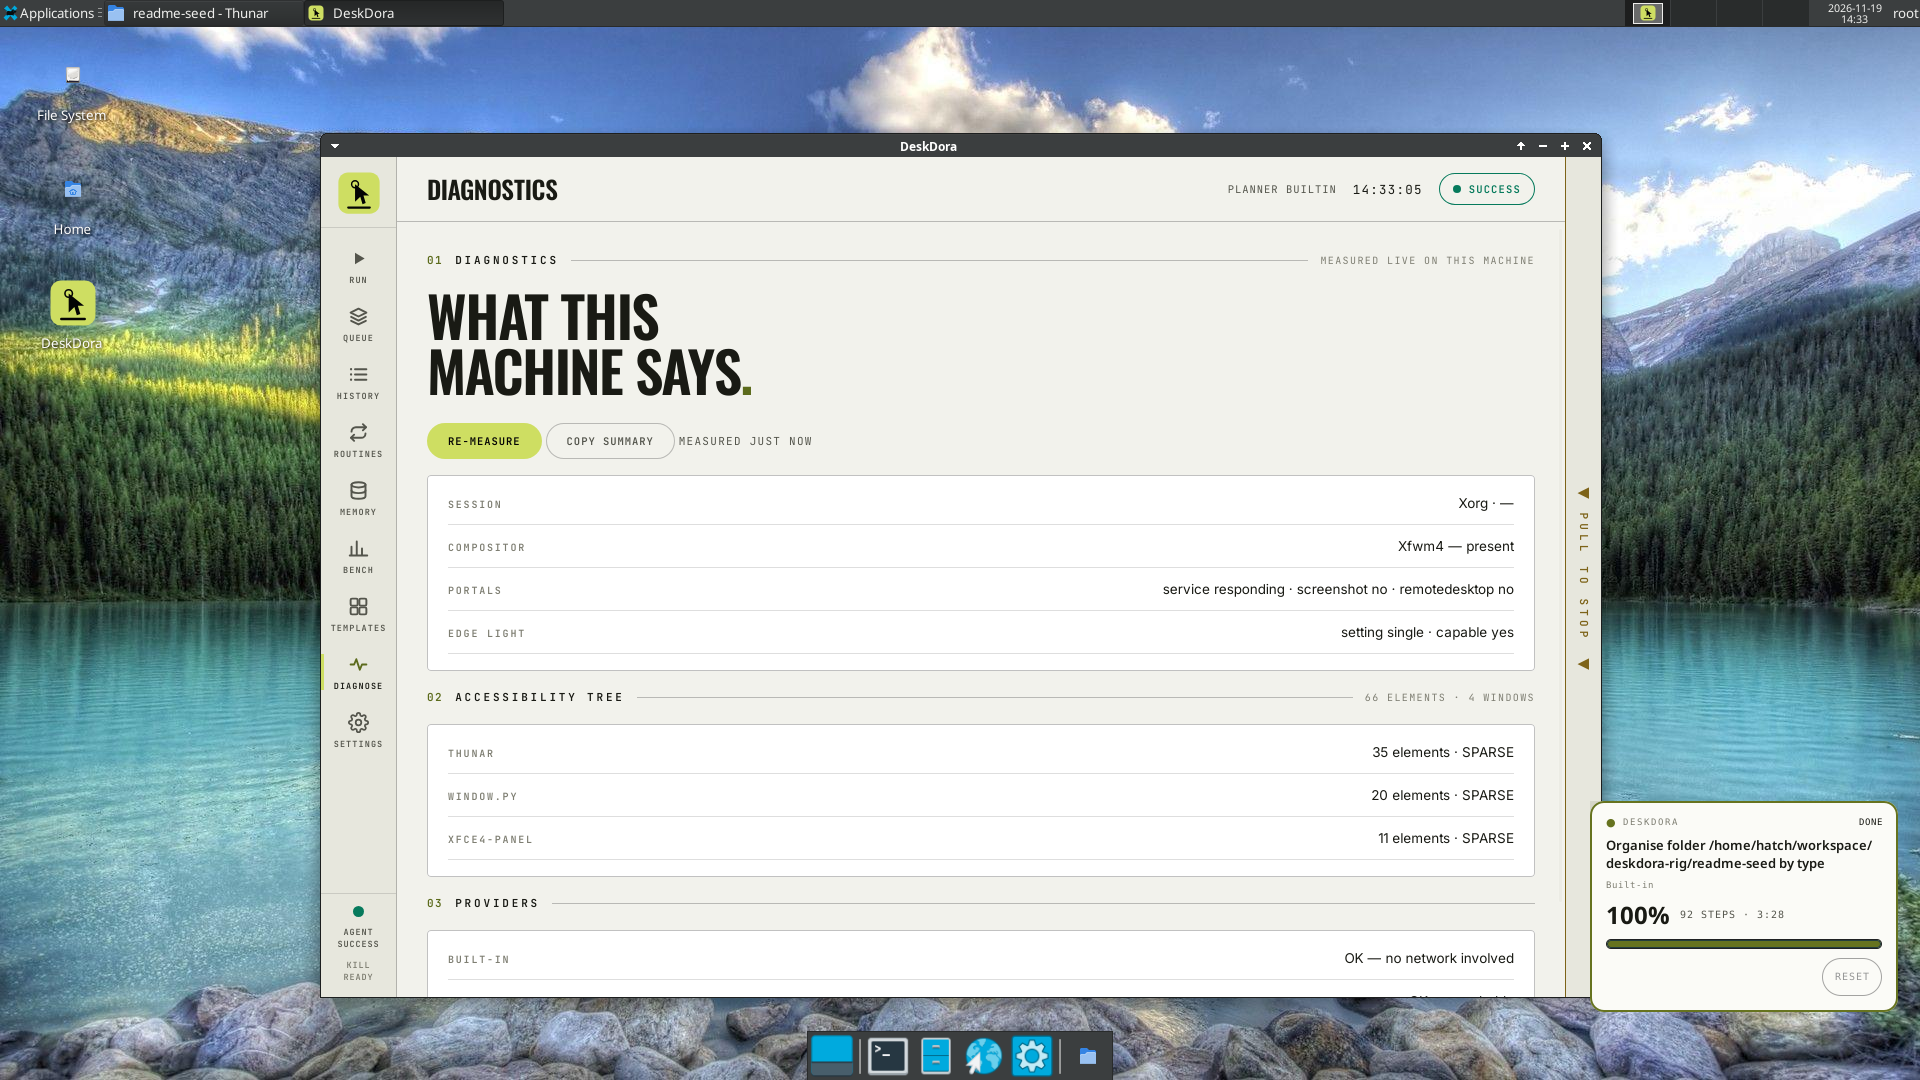 Applications
readme-seed - Thunar
DeskDora
2026-11-19
14:33
root
File System
Home
DeskDora
DeskDora
DIAGNOSTICS
PLANNER BUILTIN
14:33:05
SUCCESS
RUN
QUEUE
HISTORY
ROUTINES
MEMORY
BENCH
TEMPLATES
DIAGNOSE
SETTINGS
AGENT
SUCCESS
KILL
READY
01 DIAGNOSTICS
MEASURED LIVE ON THIS MACHINE
WHAT THIS
MACHINE SAYS.
RE-MEASURE
COPY SUMMARY
MEASURED JUST NOW
SESSION
Xorg · —
COMPOSITOR
Xfwm4 — present
PORTALS
service responding · screenshot no · remotedesktop no
EDGE LIGHT
setting single · capable yes
02 ACCESSIBILITY TREE
66 ELEMENTS · 4 WINDOWS
THUNAR
35 elements · SPARSE
WINDOW.PY
20 elements · SPARSE
XFCE4-PANEL
11 elements · SPARSE
03 PROVIDERS
BUILT-IN
OK — no network involved
PULL TO STOP
DESKDORA
DONE
Organise folder /home/hatch/workspace/
deskdora-rig/readme-seed by type
Built-in
100%
92 STEPS · 3:28
RESET